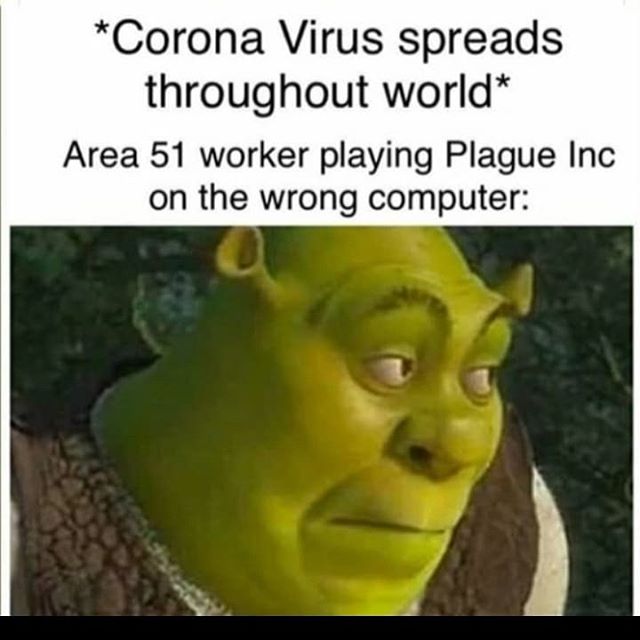 *Corona Virus spreads
throughout world*
Area 51 worker playing Plague Inc
on the wrong computer: